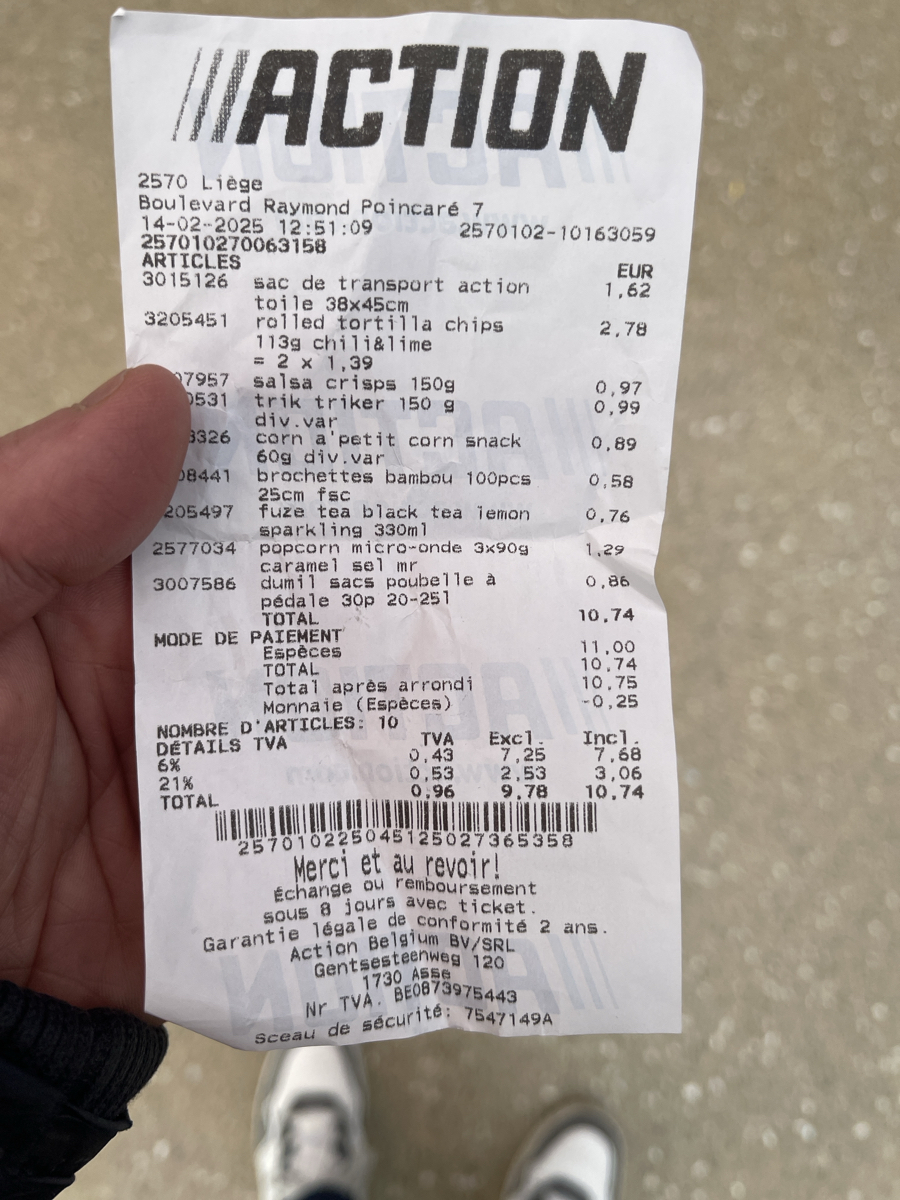 ACTION
2570 Liège
Boulevard Raymond Poincaré 7
14-02-2025 12:51:09 2570102-10163059
257010270063158
ARTICLES EUR
3015126 sac de transport action 1,62
toile 38x45cm
3205451 rolled tortilla chips 2,78
113g chili&lime
= 2 x 1,39
7957 salsa crisps 150g 0,97
0531 trik triker 150 g 0,99
div.var
3326 corn a'petit corn snack 0,89
60g div.var
08441 brochettes bambou 100pcs 0,58
25cm fsc
205497 fuze tea black tea lemon 0,76
sparkling 330ml
2577034 popcorn micro-onde 3x90g 1,29
caramel sel mr
3007586 dumil sacs poubelle à 0,86
pédale 30p 20-25l
TOTAL 10,74
MODE DE PAIEMENT
Espèces 11,00
TOTAL 10,74
Total après arrondi 10,75
Monnaie (Espèces) -0,25
NOMBRE D'ARTICLES: 10
DÉTAILS TVA TVA Excl. Incl.
6% 0,43 7,25 7,68
21% 0,53 2,53 3,06
TOTAL 0,96 9,78 10,74
257010225045125027365358
Merci et au revoir!
Échange ou remboursement
sous 8 jours avec ticket.
Garantie légale de conformité 2 ans.
Action Belgium BV/SRL
Gentsesteenweg 120
1730 Asse
Nr TVA. BE0873975443
Sceau de sécurité: 7547149A